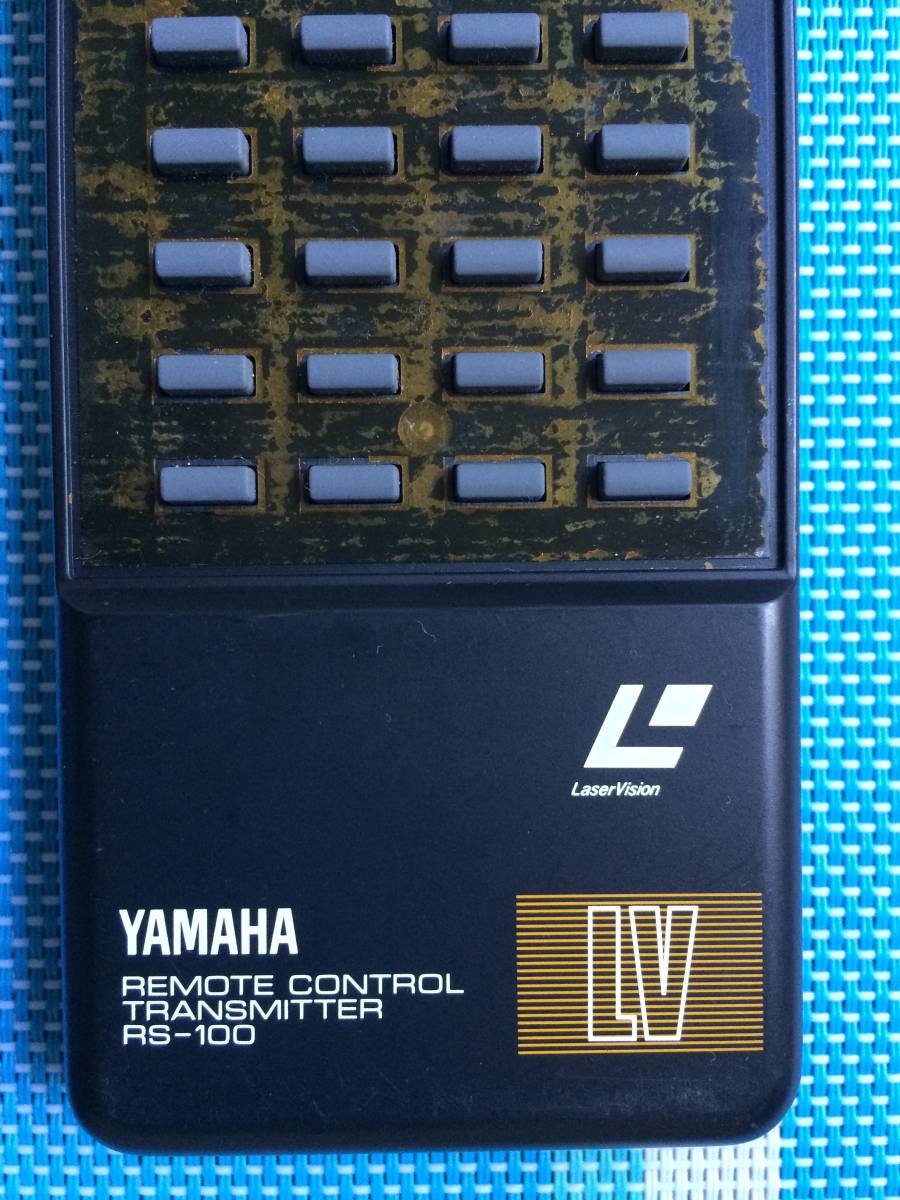 LaserVision
YAMAHA
LV
REMOTE CONTROL
TRANSMITTER
RS-100